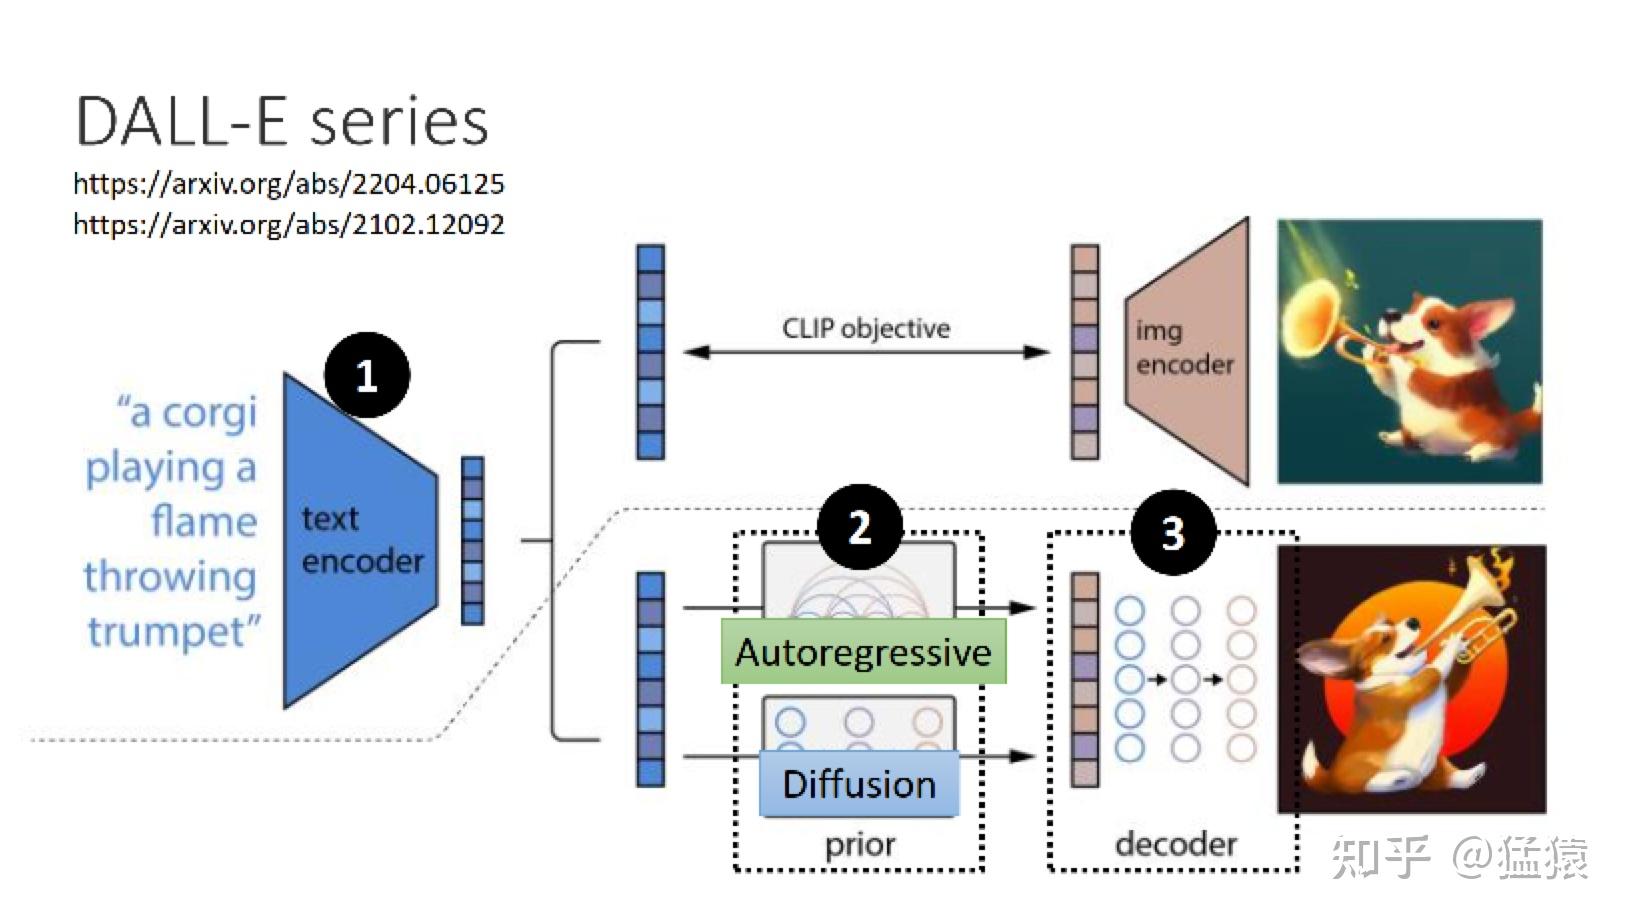 DALL-E series
https://arxiv.org/abs/2204.06125
https://arxiv.org/abs/2102.12092
CLIP objective
img
encoder
1
“a corgi
playing a
flame
throwing
trumpet”
text
encoder
2
3
Autoregressive
Diffusion
prior
decoder
知乎 @猛猿